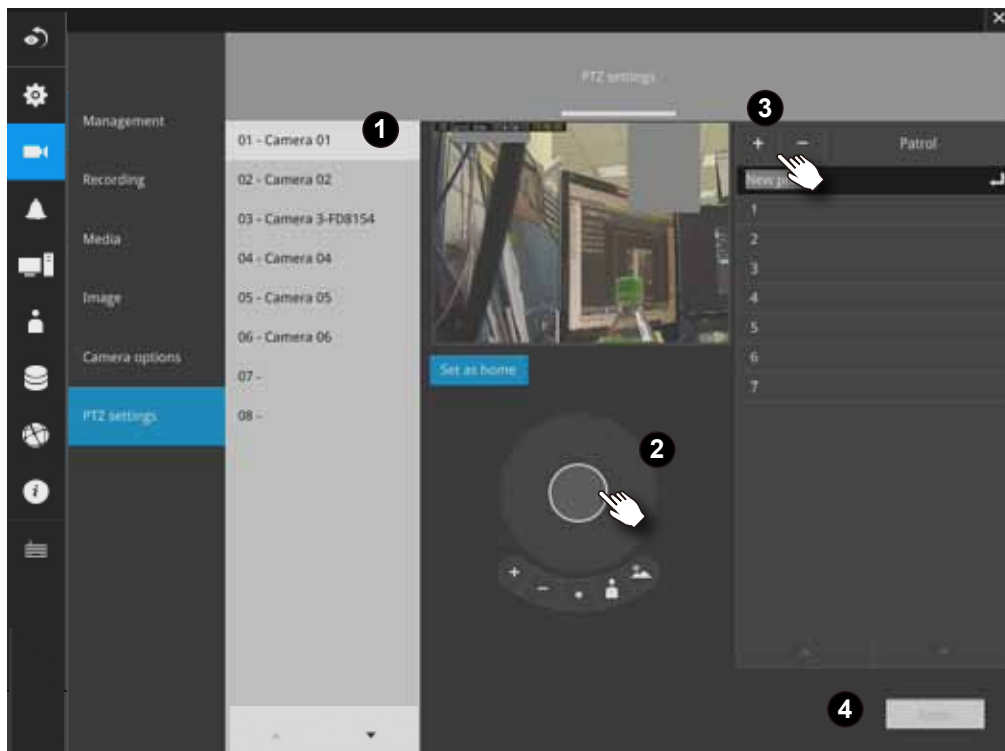 PTZ settings
Management
Recording
Media
Image
Camera options
PTZ settings
1
01 - Camera 01
02 - Camera 02
03 - Camera 3-FD8154
04 - Camera 04
05 - Camera 05
06 - Camera 06
07 -
08 -
Set as home
2
3
+ - Patrol
New
1
2
3
4
5
6
7
4